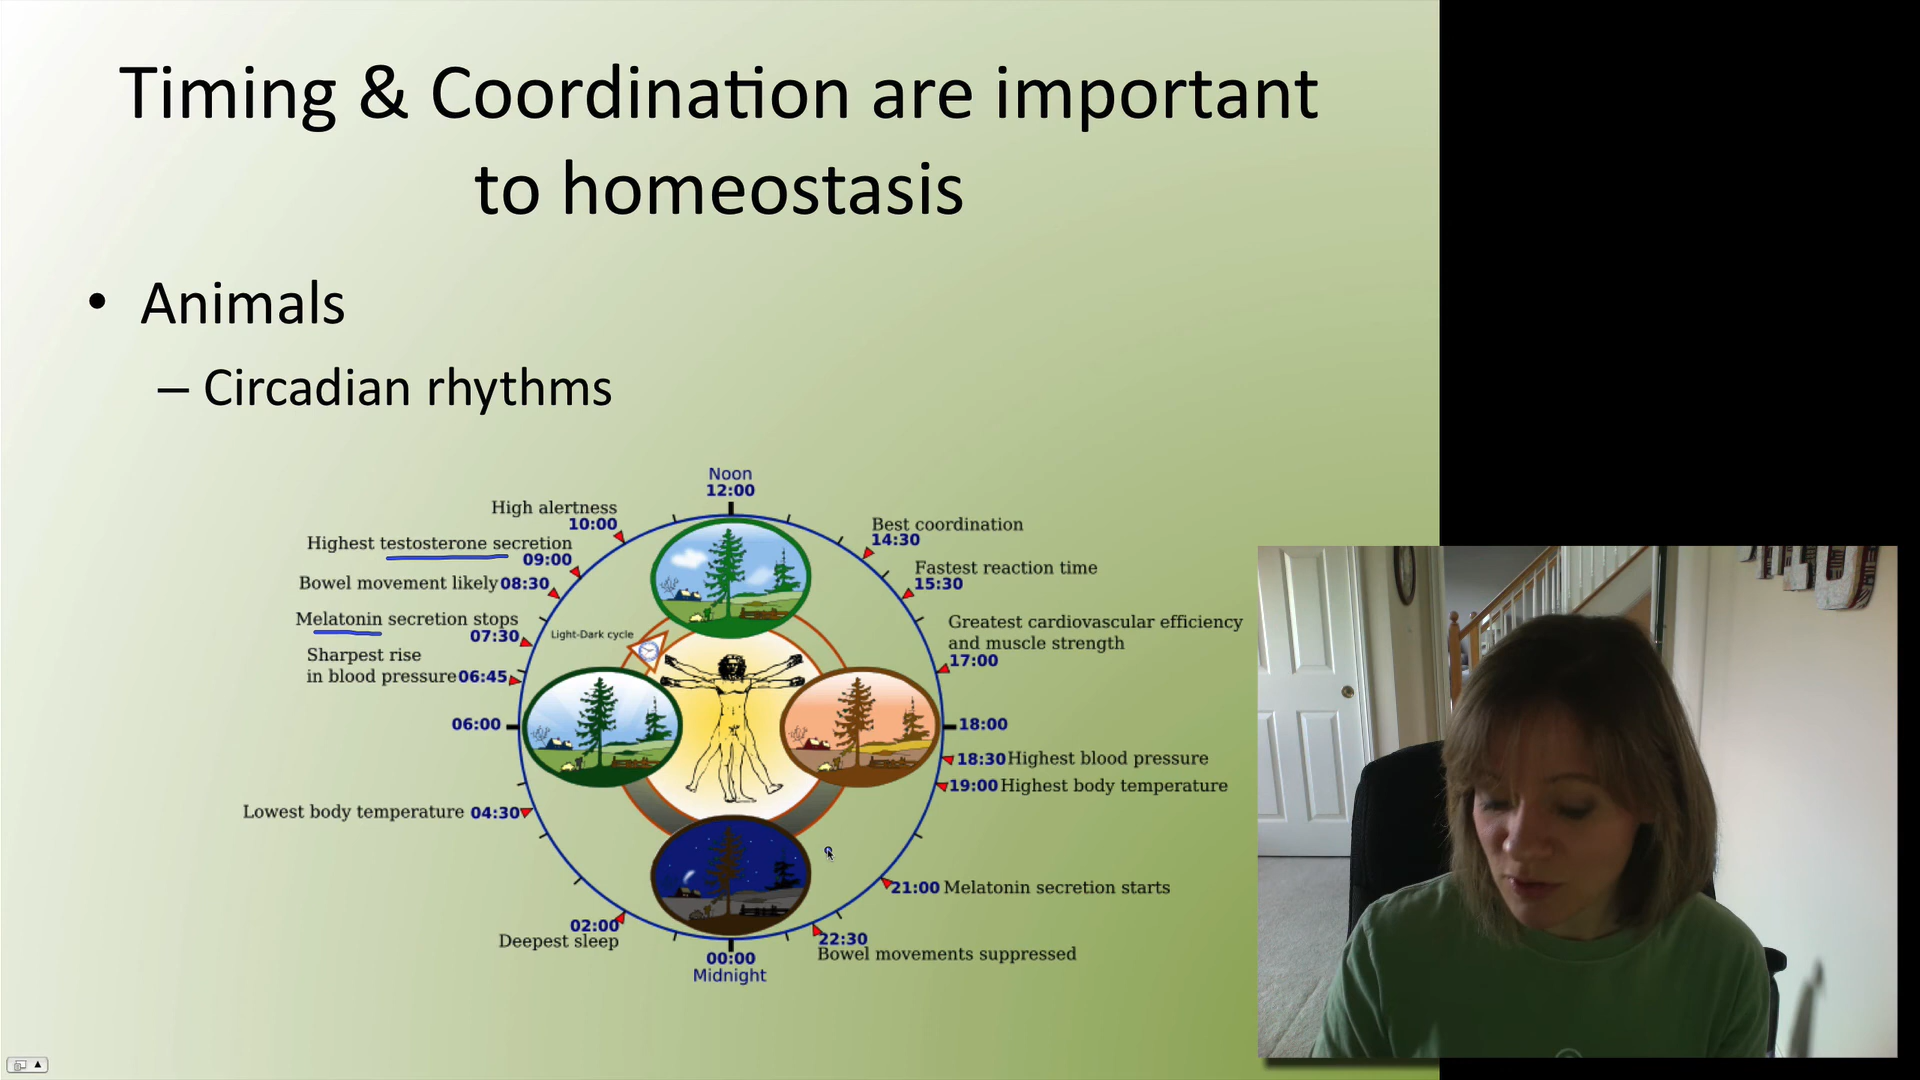 Timing & Coordination are important
to homeostasis
• Animals
– Circadian rhythms
Noon
12:00
High alertness
10:00
Highest testosterone secretion
09:00
Bowel movement likely 08:30
Melatonin secretion stops
07:30
Sharpest rise
in blood pressure 06:45
06:00
Lowest body temperature 04:30
02:00
Deepest sleep
00:00
Midnight
Light-Dark cycle
Best coordination
14:30
Fastest reaction time
15:30
Greatest cardiovascular efficiency
and muscle strength
17:00
18:00
18:30 Highest blood pressure
19:00 Highest body temperature
21:00 Melatonin secretion starts
22:30
Bowel movements suppressed